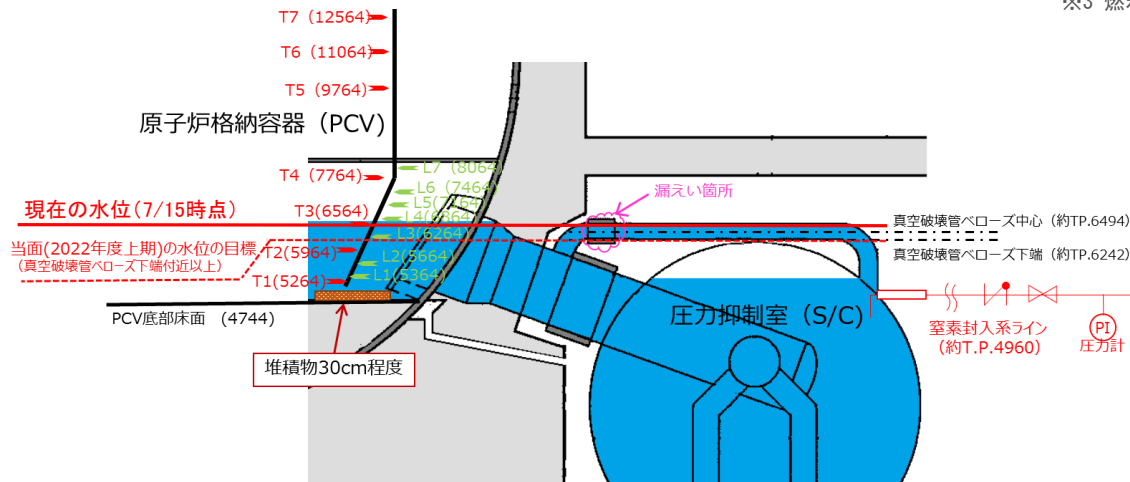 ※3
T7 (12564)
T6 (11064)
T5 (9764)
原子炉格納容器（PCV)
L7 (8064)
T4 (7764)
L6 (7464)
漏えい箇所
現在の水位(7/15時点）
T3(6564)
L4(6864)
真空破壊管ベローズ中心（約TP.6494）
当面(2022年度上期)の水位の目標
（真空破壊管ベローズ下端付近以上）
L3(6264)
T2(5964)
真空破壊管ベローズ下端（約TP.6242）
L2(5664)
T1(5264)
L1(5364)
PCV底部床面 (4744)
圧力抑制室（S/C)
窒素封入系ライン
(約T.P.4960)
PI
圧力計
堆積物30cm程度